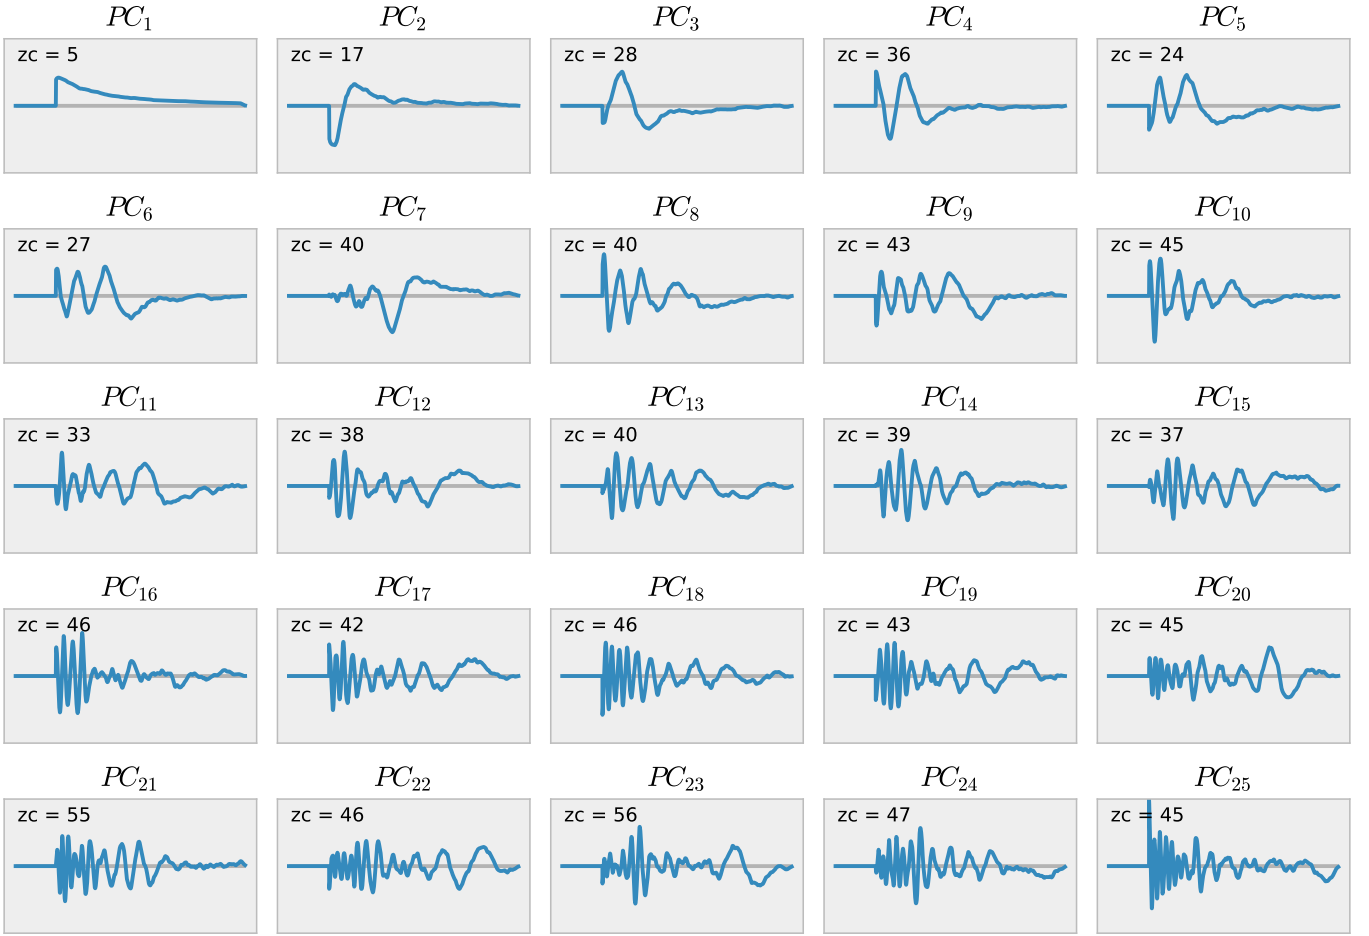 PC1 PC2 PC3 PC4 PC5
zc = 5 zc = 17 zc = 28 zc = 36 zc = 24
PC6 PC7 PC8 PC9 PC10
zc = 27 zc = 40 zc = 40 zc = 43 zc = 45
PC11 PC12 PC13 PC14 PC15
zc = 33 zc = 38 zc = 40 zc = 39 zc = 37
PC16 PC17 PC18 PC19 PC20
zc = 46 zc = 42 zc = 46 zc = 43 zc = 45
PC21 PC22 PC23 PC24 PC25
zc = 55 zc = 46 zc = 56 zc = 47 zc = 45